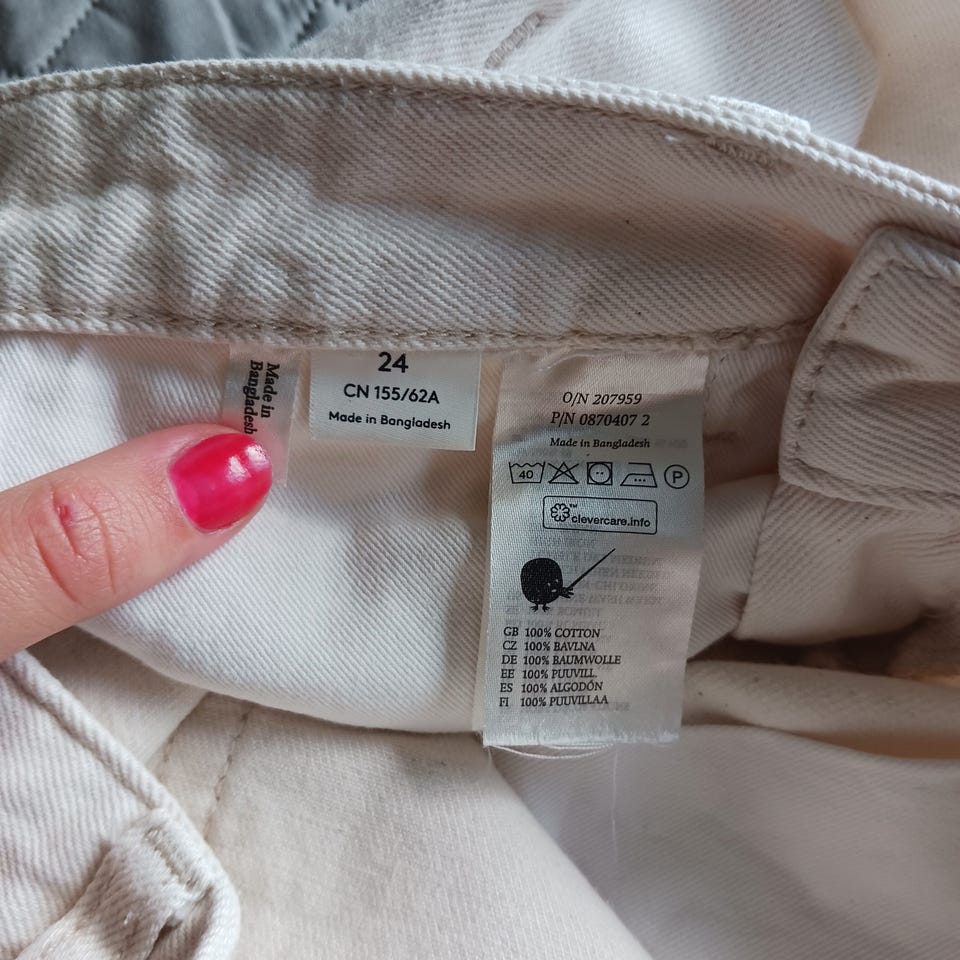 Made in
Bangladesh
24
CN 155/62A
Made in Bangladesh
O/N 207959
P/N 0870407 2
Made in Bangladesh
40
P
™
clevercare.info
GB 100% COTTON
CZ 100% BAVLNA
DE 100% BAUMWOLLE
EE 100% PUUVILL.
ES 100% ALGODÓN
FI 100% PUUVILLAA